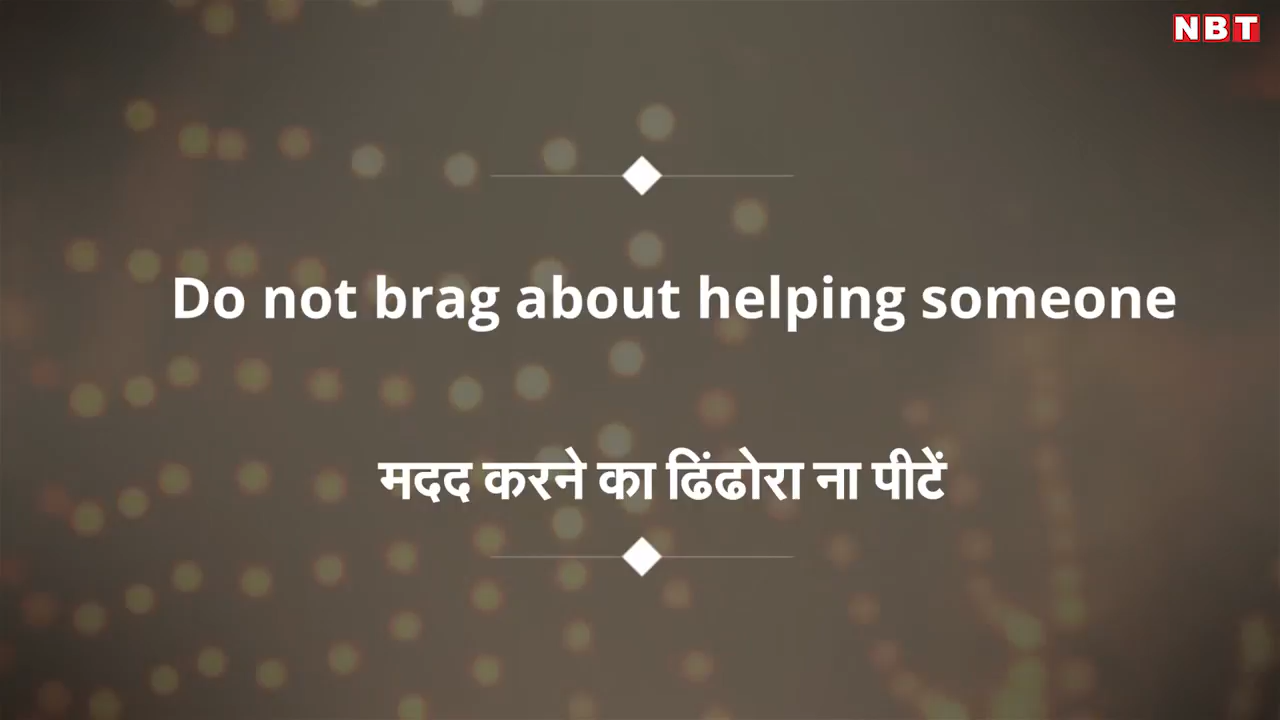 NBT
Do not brag about helping someone
मदद करने का ढिंढोरा ना पीटें